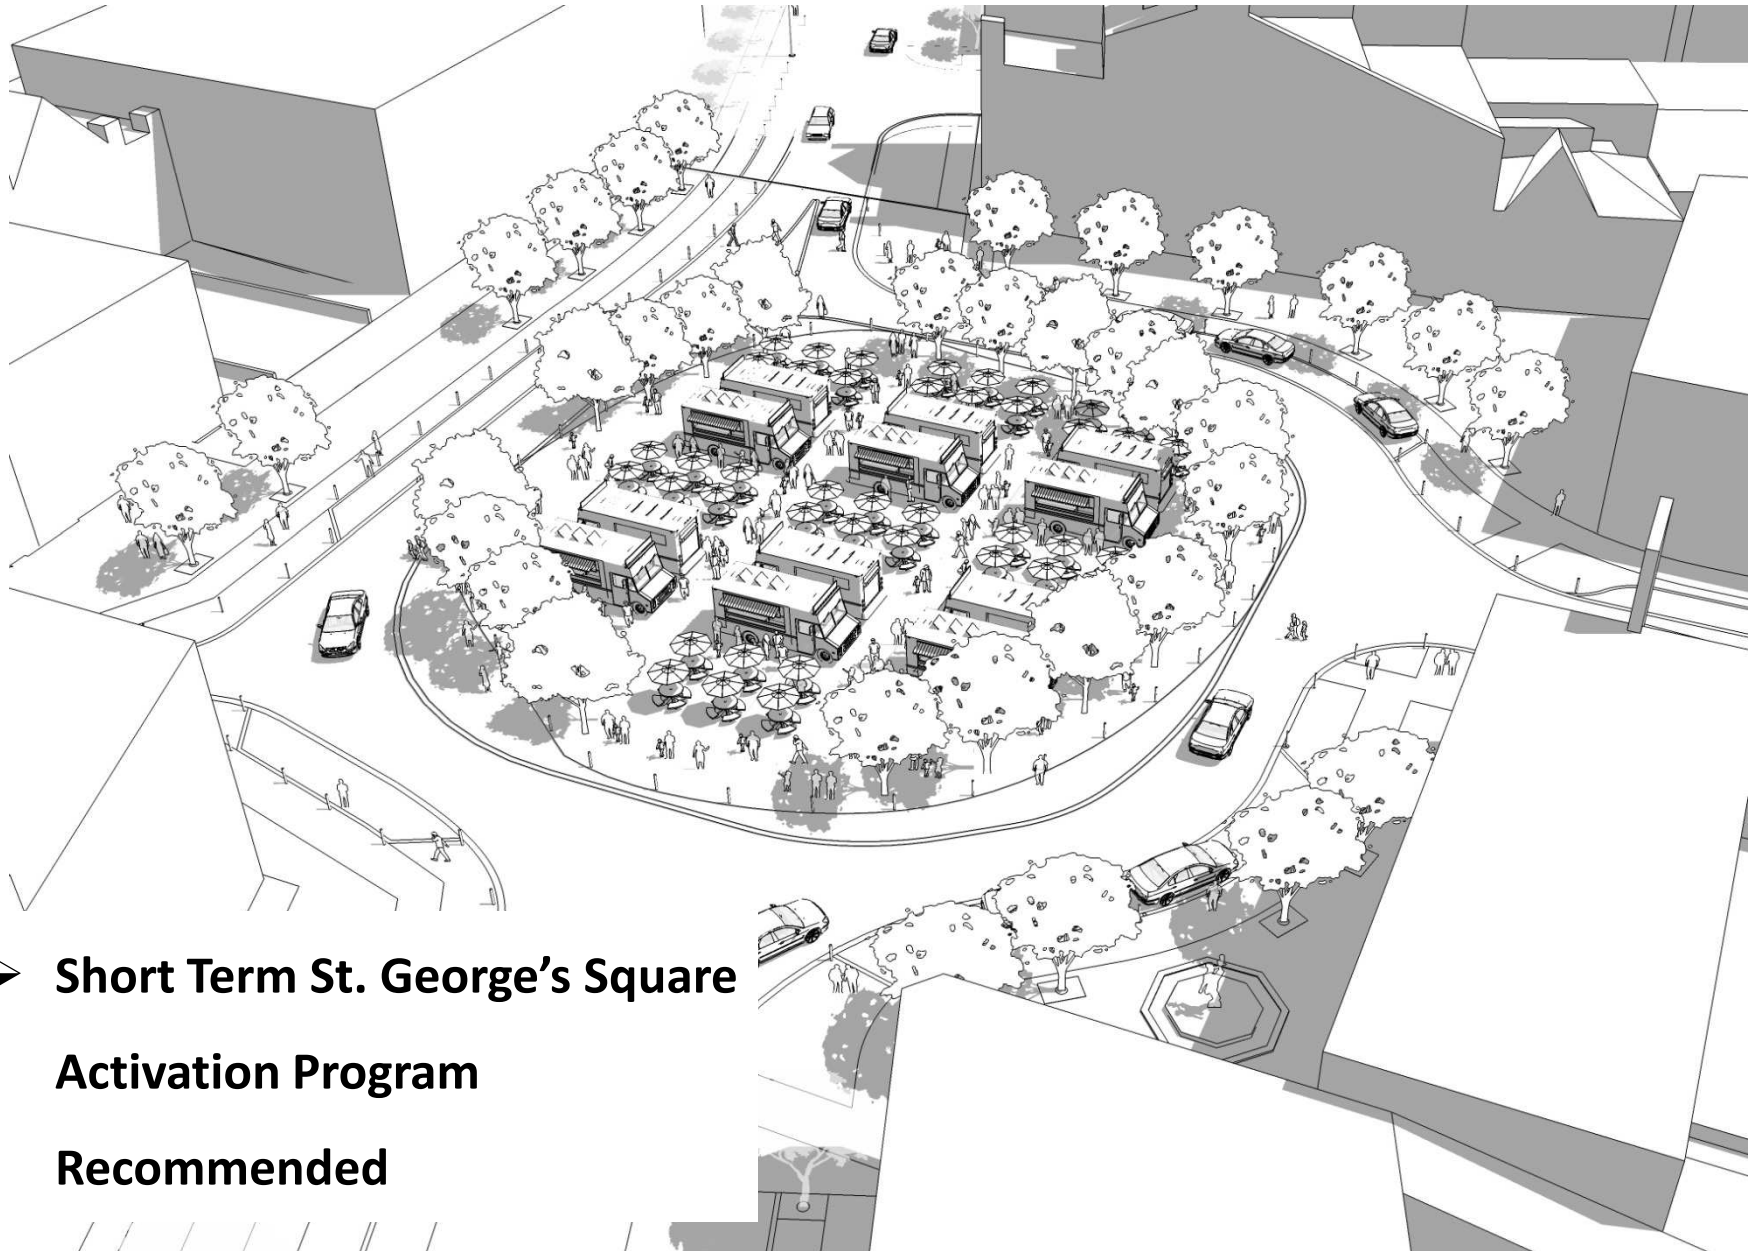 ➢ Short Term St. George’s Square
Activation Program
Recommended